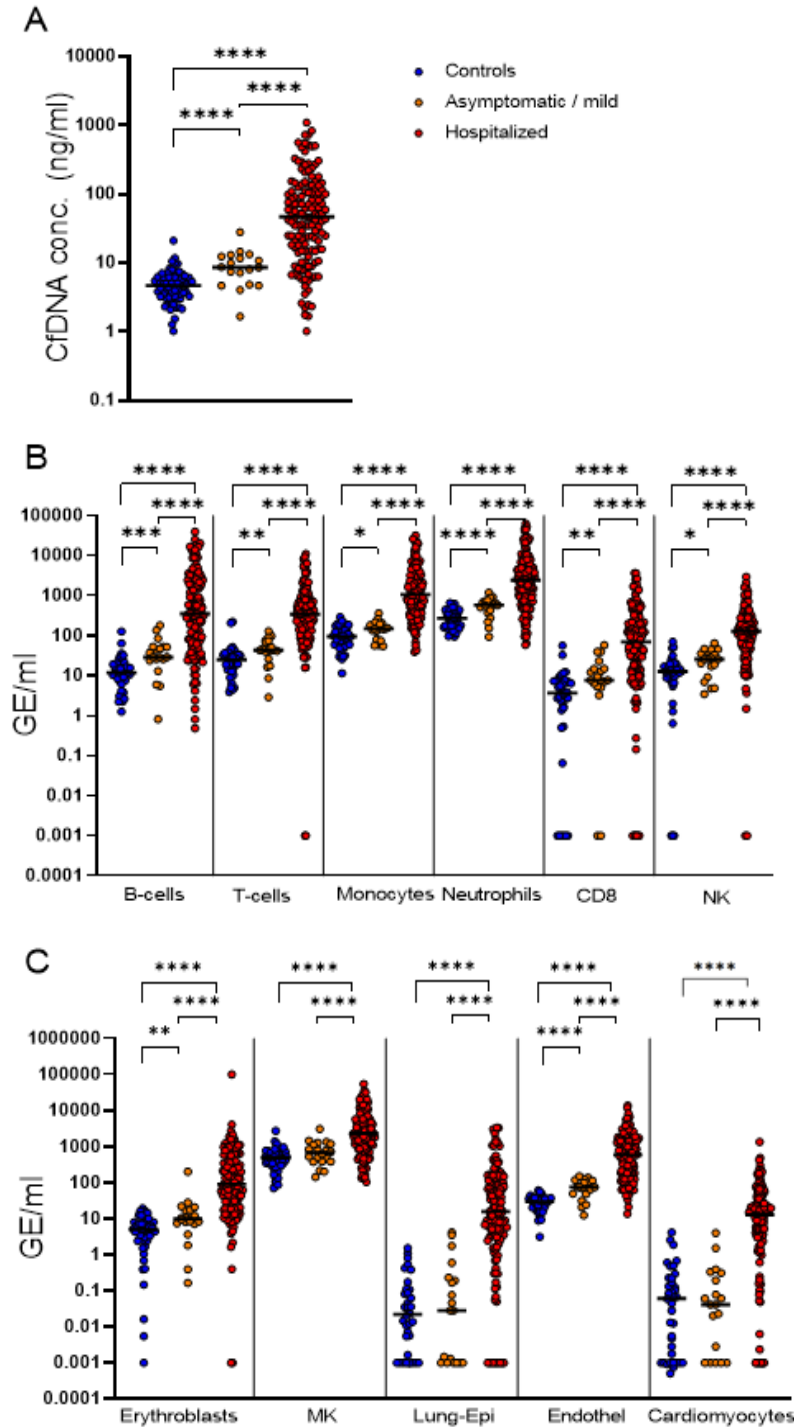 A
10000
1000
100
10
1
0.1
CfDNA conc. (ng/ml)
****
****
****
Controls
Asymptomatic / mild
Hospitalized
B
**** **** **** **** **** ****
**** **** **** **** **** ****
*** ** * **** ** *
100000
10000
1000
100
10
1
0.1
0.01
0.001
0.0001
GE/ml
B-cells T-cells Monocytes Neutrophils CD8 NK
C
**** **** **** **** ****
**** **** **** **** ****
** ****
1000000
100000
10000
1000
100
10
1
0.1
0.01
0.001
0.0001
GE/ml
Erythroblasts MK Lung-Epi Endothel Cardiomyocytes